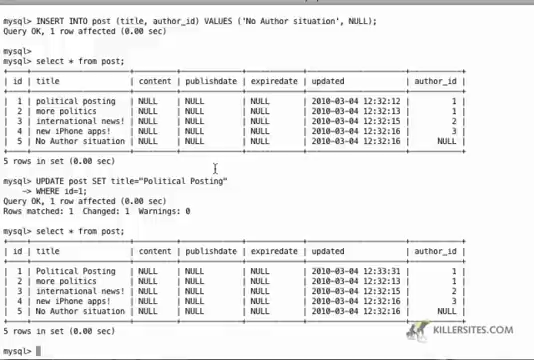 mysql> INSERT INTO post (title, author_id) VALUES ('No Author situation', NULL);
Query OK, 1 row affected (0.00 sec)
mysql>
mysql> select * from post;
| id | title | content | publishdate | expiredate | updated | author_id |
| 1 | political posting | NULL | NULL | NULL | 2010-03-04 12:32:12 | 1 |
| 2 | more politics | NULL | NULL | NULL | 2010-03-04 12:32:13 | 1 |
| 3 | international news! | NULL | NULL | NULL | 2010-03-04 12:32:15 | 2 |
| 4 | new iPhone apps! | NULL | NULL | NULL | 2010-03-04 12:32:16 | 3 |
| 5 | No Author situation | NULL | NULL | NULL | 2010-03-04 12:32:16 | NULL |
5 rows in set (0.00 sec)
mysql> UPDATE post SET title="Political Posting"
-> WHERE id=1;
Query OK, 1 row affected (0.00 sec)
Rows matched: 1 Changed: 1 Warnings: 0
mysql> select * from post;
| id | title | content | publishdate | expiredate | updated | author_id |
| 1 | Political Posting | NULL | NULL | NULL | 2010-03-04 12:33:31 | 1 |
| 2 | more politics | NULL | NULL | NULL | 2010-03-04 12:32:13 | 1 |
| 3 | international news! | NULL | NULL | NULL | 2010-03-04 12:32:15 | 2 |
| 4 | new iPhone apps! | NULL | NULL | NULL | 2010-03-04 12:32:16 | 3 |
| 5 | No Author situation | NULL | NULL | NULL | 2010-03-04 12:32:16 | NULL |
5 rows in set (0.00 sec)
KILLERSITES.COM
mysql>